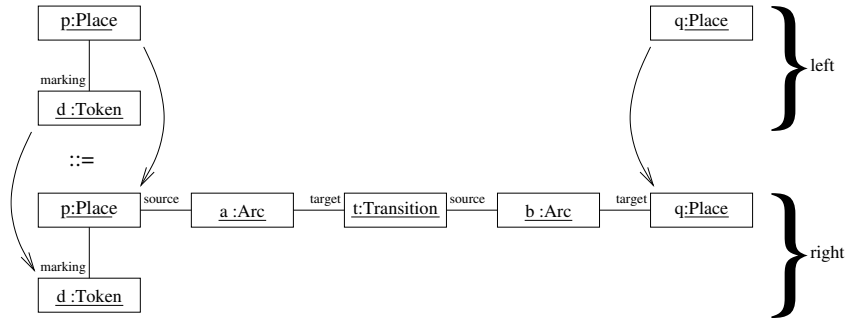 p:Place
q:Place
left
marking
d :Token
::=
p:Place
source
a :Arc
target
t:Transition
source
b :Arc
target
q:Place
right
marking
d :Token